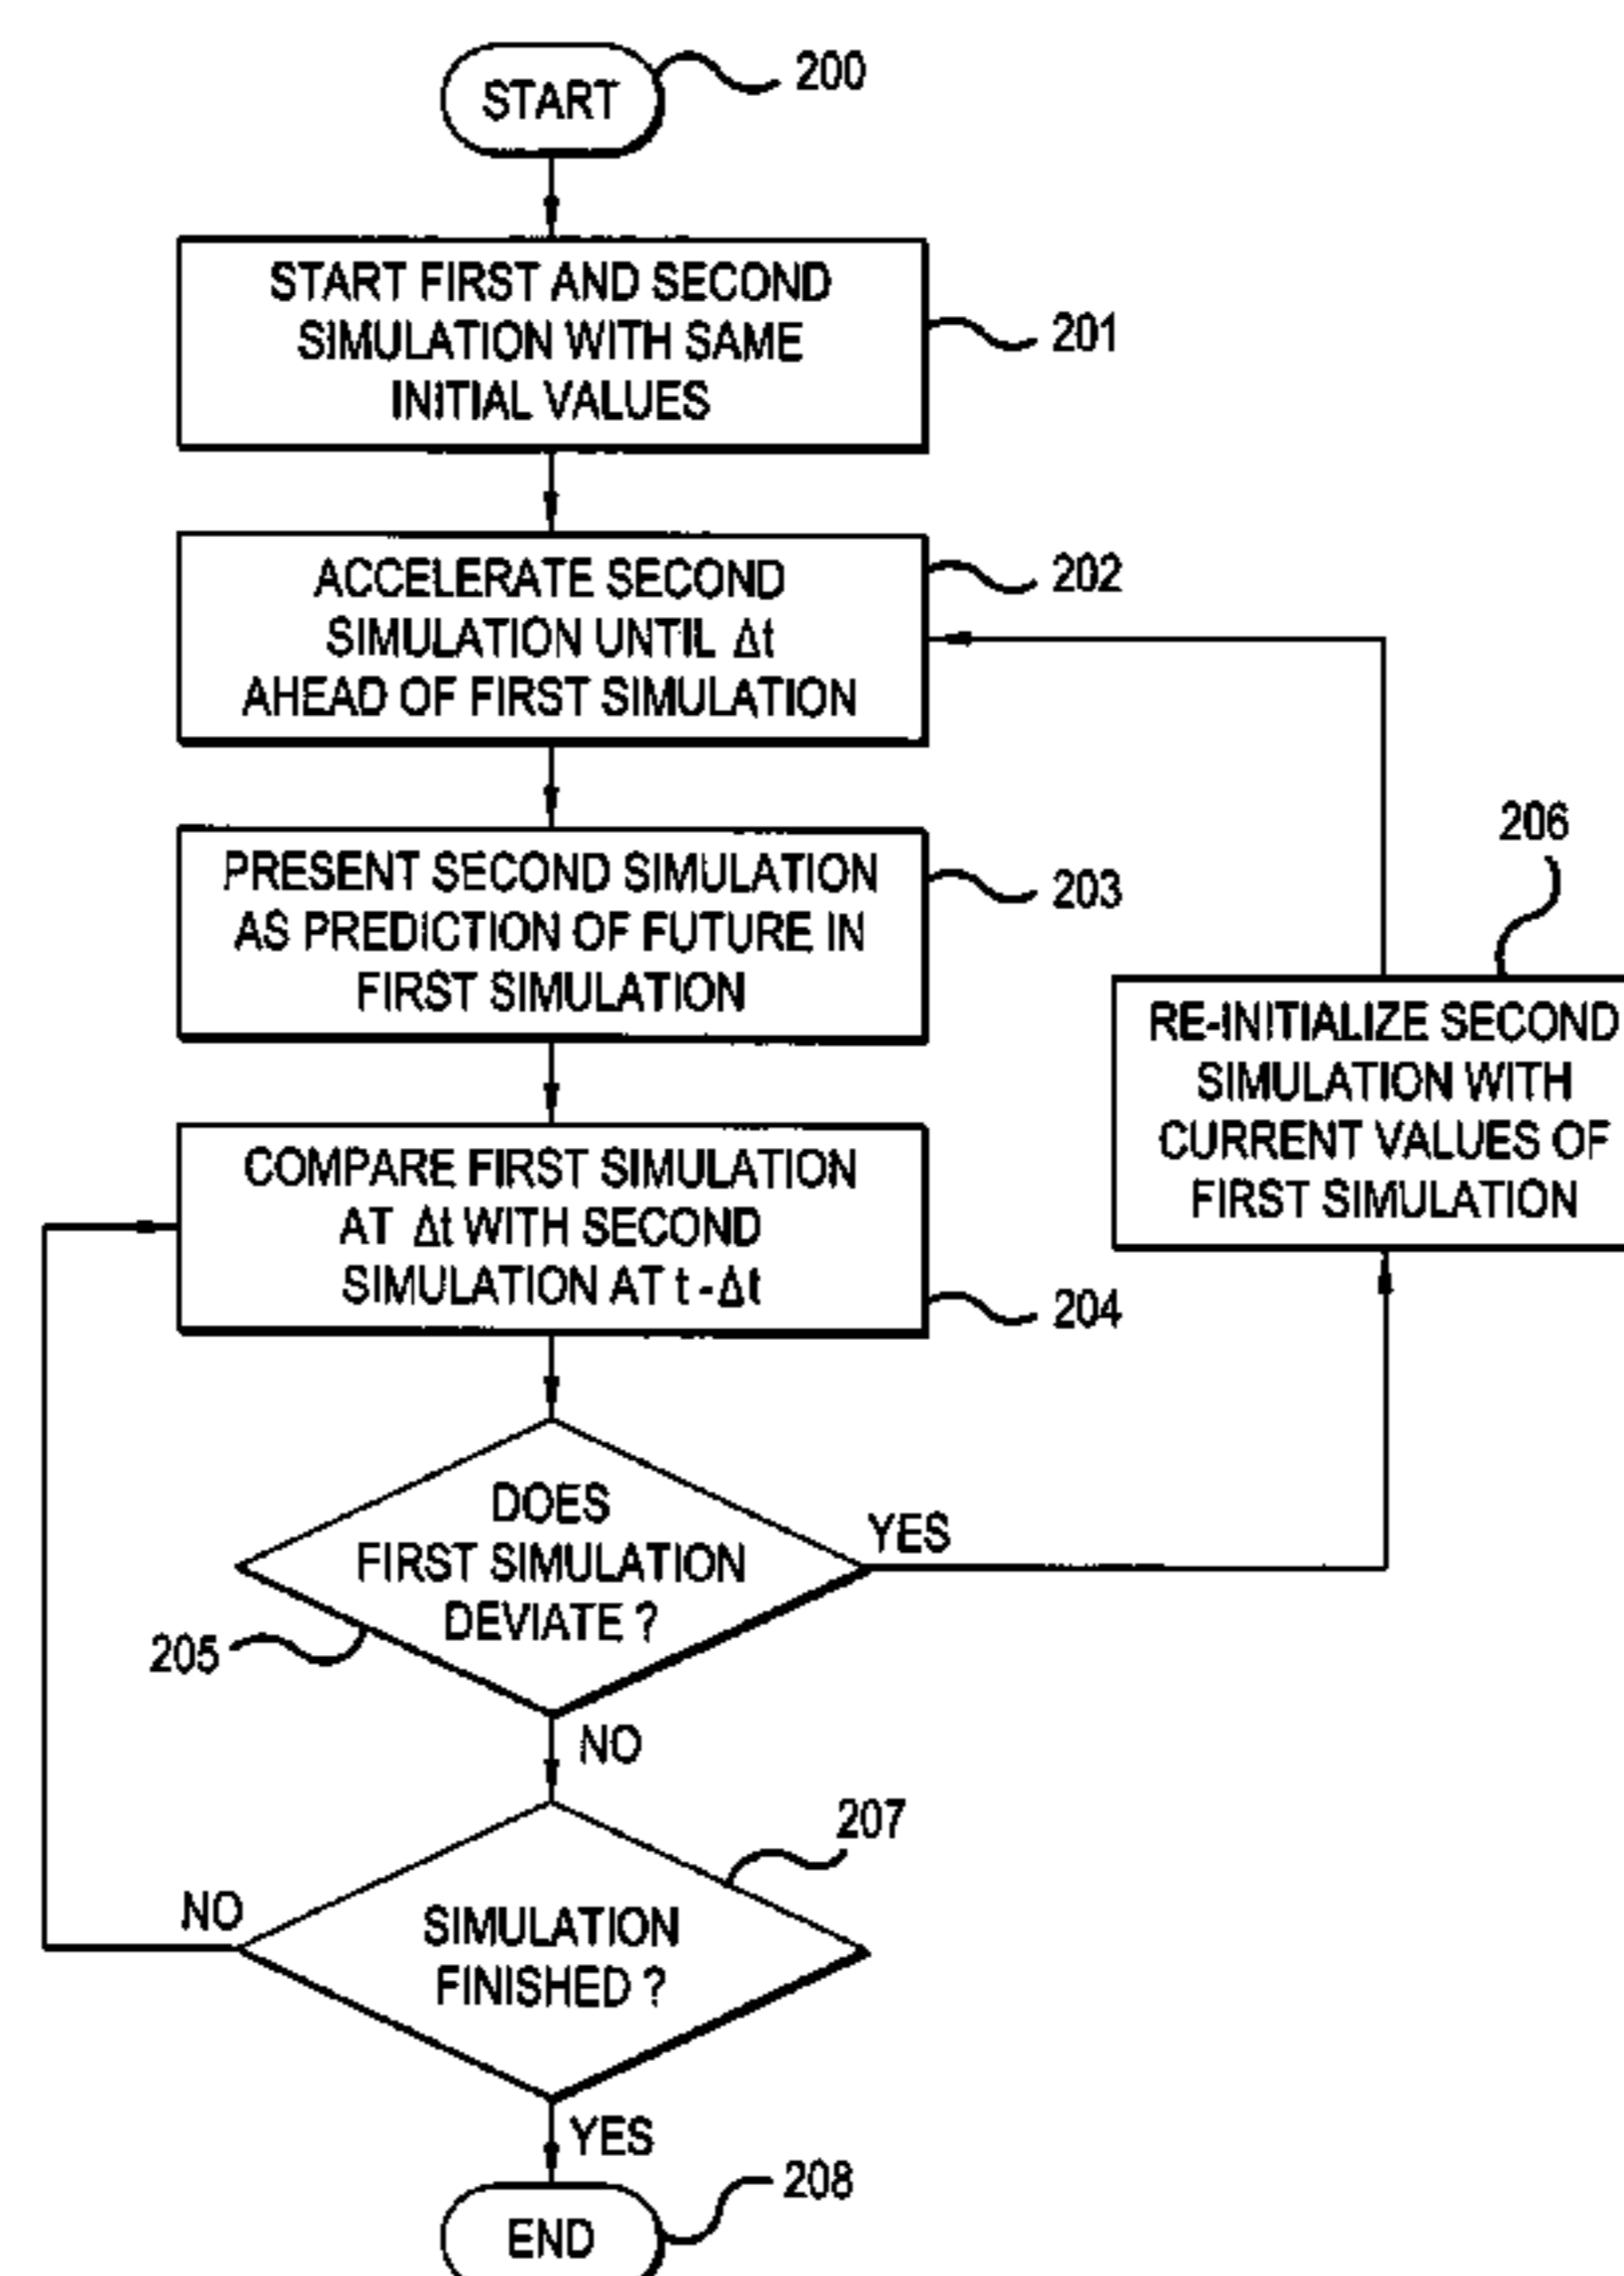 START
200
START FIRST AND SECOND
SIMULATION WITH SAME
INITIAL VALUES
201
ACCELERATE SECOND
SIMULATION UNTIL Δt
AHEAD OF FIRST SIMULATION
202
PRESENT SECOND SIMULATION
AS PREDICTION OF FUTURE IN
FIRST SIMULATION
203
206
RE-INITIALIZE SECOND
SIMULATION WITH
CURRENT VALUES OF
FIRST SIMULATION
COMPARE FIRST SIMULATION
AT Δt WITH SECOND
SIMULATION AT t - Δt
204
DOES
FIRST SIMULATION
DEVIATE ?
YES
205
NO
207
SIMULATION
FINISHED ?
NO
YES
208
END